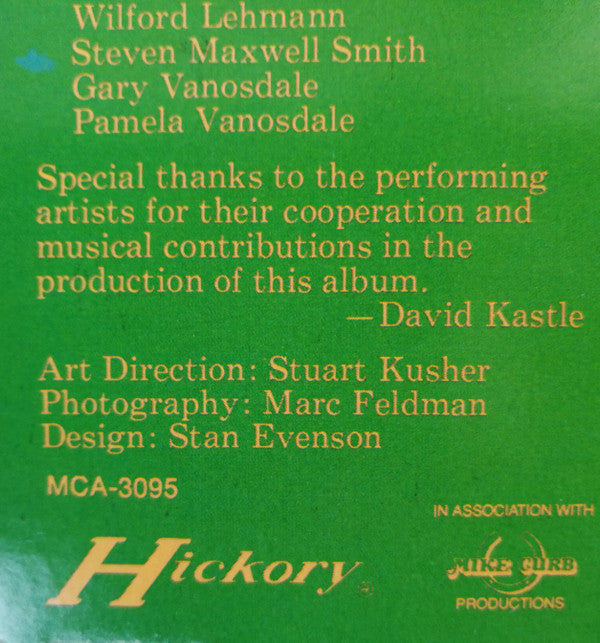 Wilford Lehmann
Steven Maxwell Smith
Gary Vanosdale
Pamela Vanosdale
Special thanks to the performing
artists for their cooperation and
musical contributions in the
production of this album.
—David Kastle
Art Direction: Stuart Kusher
Photography: Marc Feldman
Design: Stan Evenson
MCA-3095
Hickory®
IN ASSOCIATION WITH
MIKE CURB
PRODUCTIONS